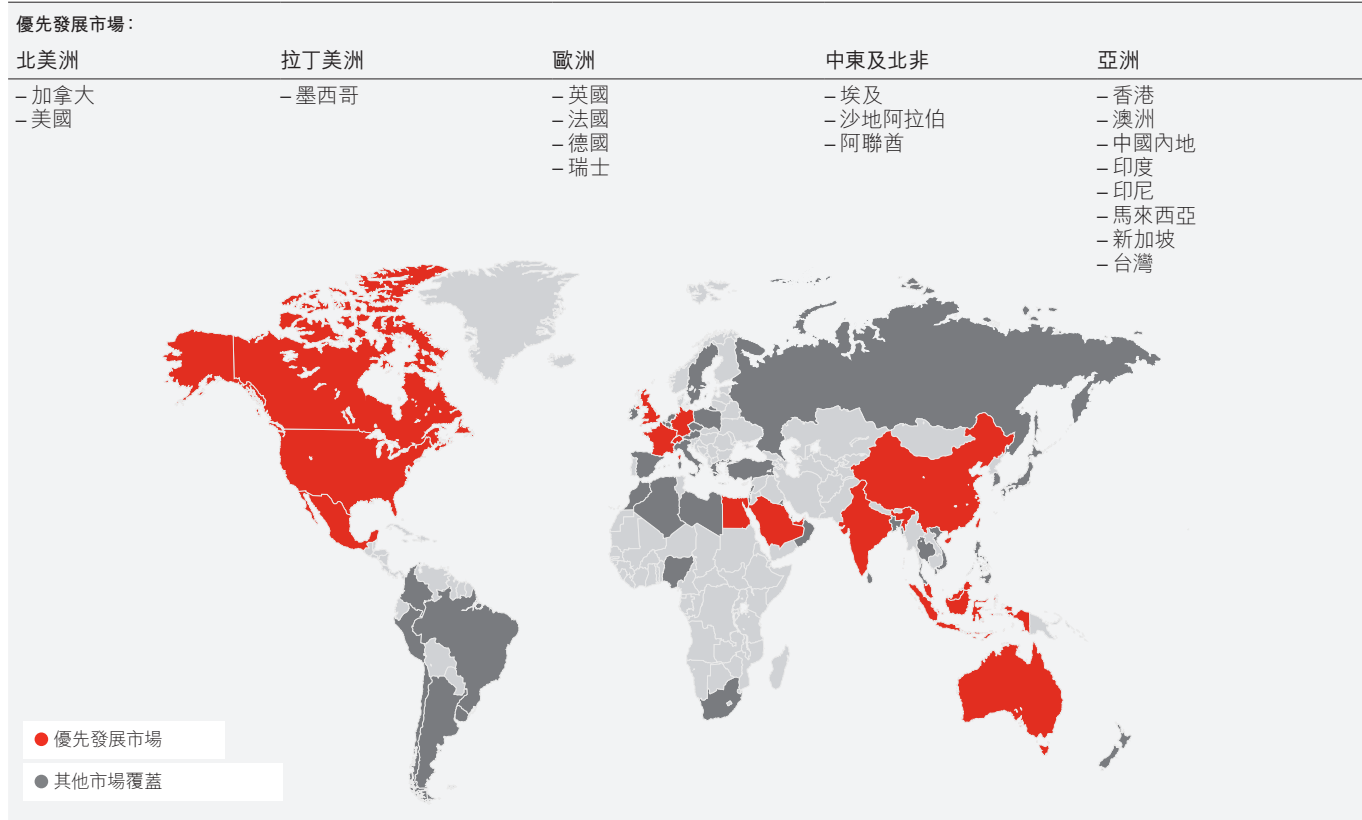 優先發展市場：
北美洲
拉丁美洲
歐洲
中東及北非
亞洲
– 加拿大
– 美國
– 墨西哥
– 英國
– 法國
– 德國
– 瑞士
– 埃及
– 沙地阿拉伯
– 阿聯酋
– 香港
– 澳洲
– 中國內地
– 印度
– 印尼
– 馬來西亞
– 新加坡
– 台灣
優先發展市場
其他市場覆蓋